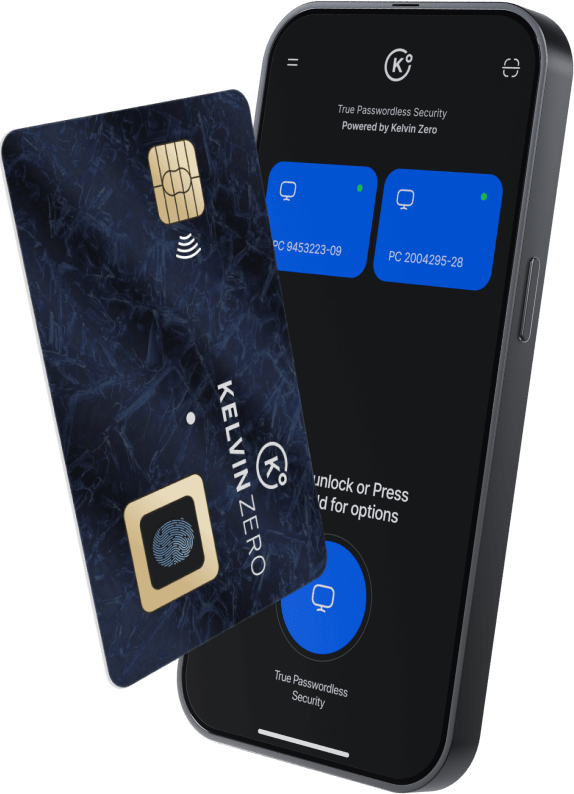 K
True Passwordless Security
Powered by Kelvin Zero
PC 9453223-09
PC 2004295-28
unlock or Press
ld for options
True Passwordless
Security
KELVIN ZERO
K